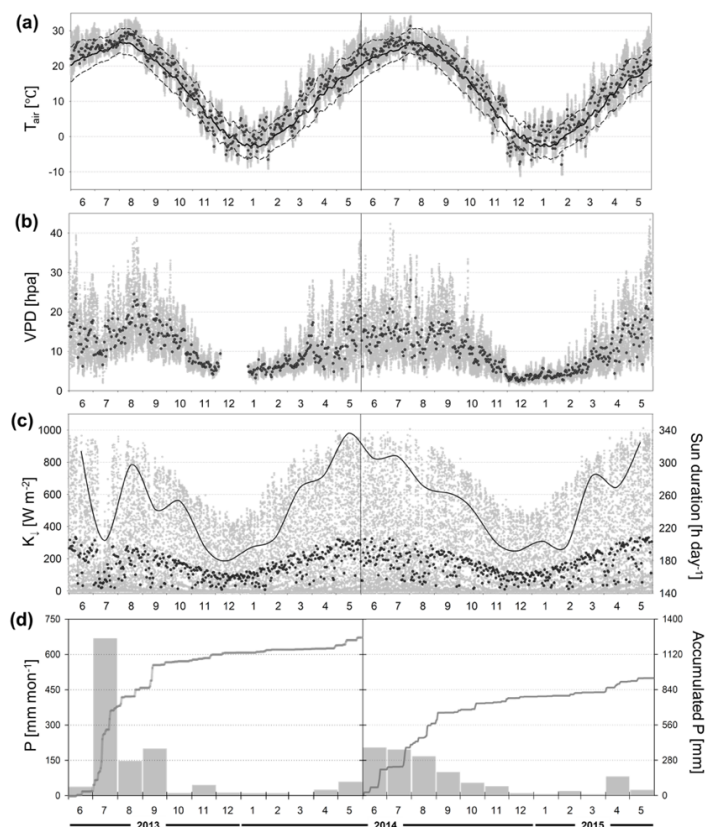 (a)
T_air [°C]
30
20
10
0
-10
6 7 8 9 10 11 12 1 2 3 4 5 6 7 8 9 10 11 12 1 2 3 4 5
(b)
VPD [hpa]
40
30
20
10
0
6 7 8 9 10 11 12 1 2 3 4 5 6 7 8 9 10 11 12 1 2 3 4 5
(c)
K↓ [W m⁻²]
1000
800
600
400
200
0
340
300
260
220
180
140
Sun duration [h day⁻¹]
6 7 8 9 10 11 12 1 2 3 4 5 6 7 8 9 10 11 12 1 2 3 4 5
(d)
P [mm mon⁻¹]
750
600
450
300
150
0
1400
1120
840
560
280
0
Accumulated P [mm]
6 7 8 9 10 11 12 1 2 3 4 5 6 7 8 9 10 11 12 1 2 3 4 5
2013 2014 2015